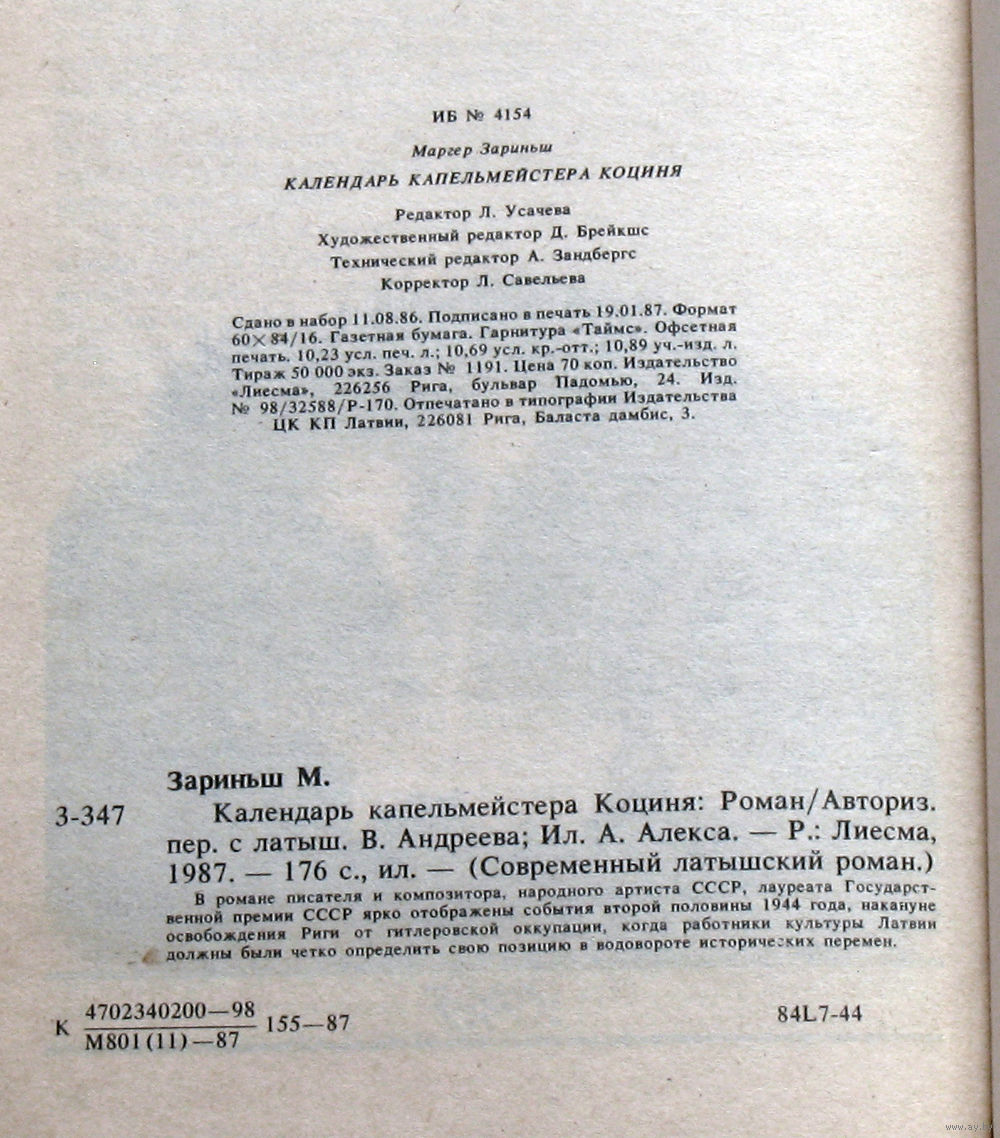 ИБ № 4154
Маргер Зариньш
КАЛЕНДАРЬ КАПЕЛЬМЕЙСТЕРА КОЦИНЯ
Редактор Л. Усачева
Художественный редактор Д. Брейкшс
Технический редактор А. Зандбергс
Корректор Л. Савельева
Сдано в набор 11.08.86. Подписано в печать 19.01.87. Формат
60×84/16. Газетная бумага. Гарнитура «Таймс». Офсетная
печать. 10,23 усл. печ. л.; 10,69 усл. кр.-отт.; 10,89 уч.-изд. л.
Тираж 50 000 экз. Заказ № 1191. Цена 70 коп. Издательство
«Лиесма», 226256 Рига, бульвар Падомью, 24. Изд.
№ 98/32588/Р-170. Отпечатано в типографии Издательства
ЦК КП Латвии, 226081 Рига, Баласта дамбис, 3.
Зариньш М.
З-347 Календарь капельмейстера Коциня: Роман/Авториз.
пер. с латыш. В. Андреева; Ил. А. Алекса. — Р.: Лиесма,
1987. — 176 с., ил. — (Современный латышский роман.)
В романе писателя и композитора, народного артиста СССР, лауреата Государст-
венной премии СССР ярко отображены события второй половины 1944 года, накануне
освобождения Риги от гитлеровской оккупации, когда работники культуры Латвии
должны были четко определить свою позицию в водовороте исторических перемен.
К 4702340200—98 155—87 84L7-44
М801(11)—87